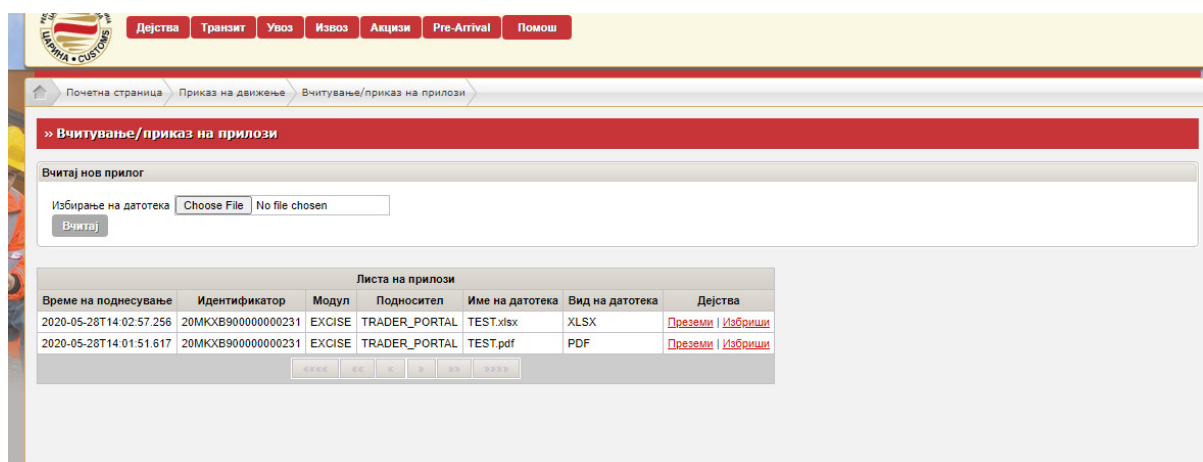 ЦАРИНА • CUSTOMS
Дејства Транзит Увоз Извоз Акцизи Pre-Arrival Помош
Почетна страница Приказ на движење Вчитување/приказ на прилози
» Вчитување/приказ на прилози
Вчитај нов прилог
Избирање на датотека Choose File No file chosen
Вчитај
Листа на прилози
Време на поднесување Идентификатор Модул Подносител Име на датотека Вид на датотека Дејства
2020-05-28T14:02:57.256 20MKXB900000000231 EXCISE TRADER_PORTAL TEST.xlsx XLSX Преземи | Избриши
2020-05-28T14:01:51.617 20MKXB900000000231 EXCISE TRADER_PORTAL TEST.pdf PDF Преземи | Избриши
<<<< << < > >> >>>>